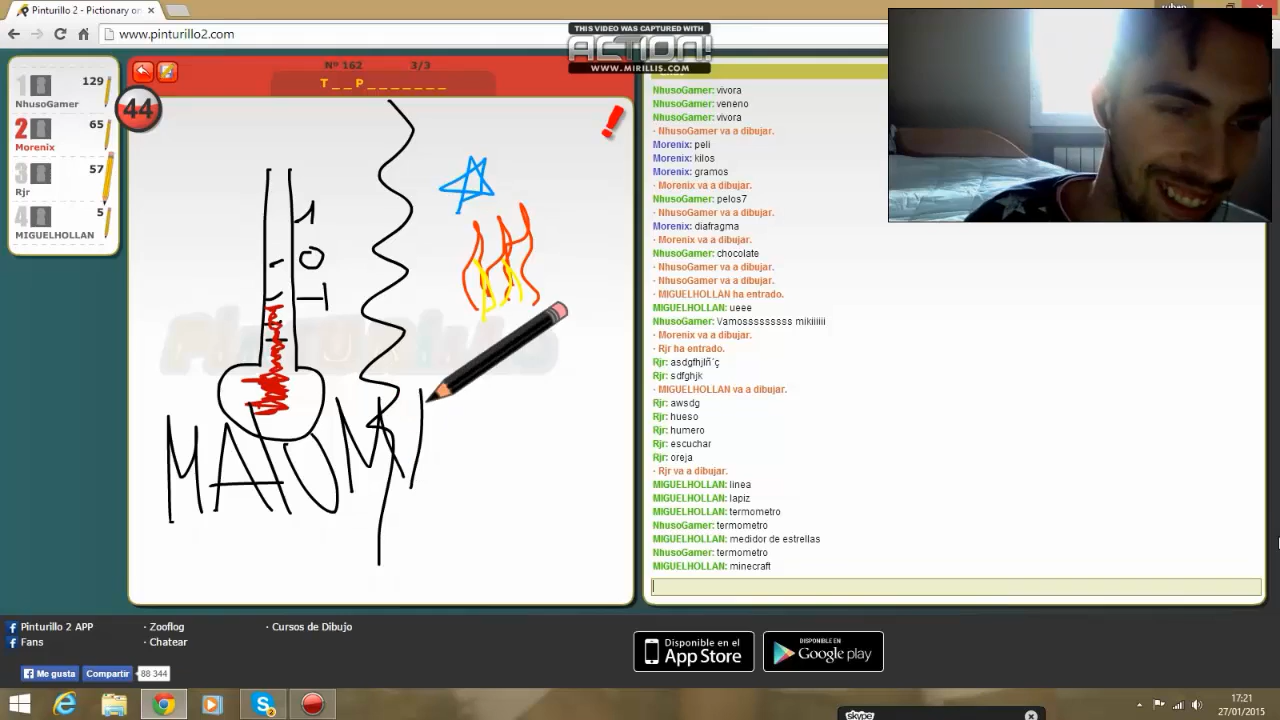 Pinturillo 2 - Pictionary on
www.pinturillo2.com
THIS VIDEO WAS CAPTURED WITH
ACTION!
WWW.MIRILLIS.COM
Nº 162 3/3
T__P_______
44
1 129
NhusoGamer
2 65
Morenix
3 57
Rjr
4 5
MIGUELHOLLAN
1
0
-1
NhusoGamer: vivora
NhusoGamer: veneno
NhusoGamer: vivora
· NhusoGamer va a dibujar.
Morenix: peli
Morenix: kilos
Morenix: gramos
· Morenix va a dibujar.
NhusoGamer: pelos7
· NhusoGamer va a dibujar.
Morenix: diafragma
· Morenix va a dibujar.
NhusoGamer: chocolate
· NhusoGamer va a dibujar.
· NhusoGamer va a dibujar.
· MIGUELHOLLAN ha entrado.
MIGUELHOLLAN: ueee
NhusoGamer: Vamosssssssss mikiiiiii
· Morenix va a dibujar.
· Rjr ha entrado.
Rjr: asdgfhjlñ´ç
Rjr: sdfghjk
· MIGUELHOLLAN va a dibujar.
Rjr: awsdg
Rjr: hueso
Rjr: humero
Rjr: escuchar
Rjr: oreja
· Rjr va a dibujar.
MIGUELHOLLAN: linea
MIGUELHOLLAN: lapiz
MIGUELHOLLAN: termometro
NhusoGamer: termometro
MIGUELHOLLAN: medidor de estrellas
NhusoGamer: termometro
MIGUELHOLLAN: minecraft
Pinturillo 2 APP · Zooflog · Cursos de Dibujo
Fans · Chatear
Me gusta Compartir 88 344
Disponible en el
App Store
DISPONIBLE EN
Google play
17:21
27/01/2015
skype